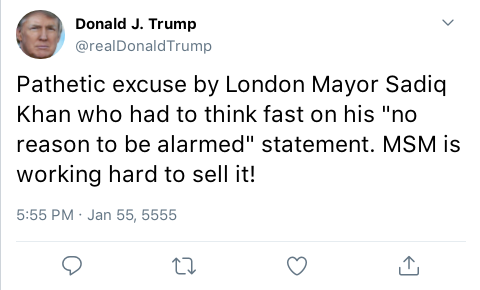 Donald J. Trump
@realDonaldTrump
Pathetic excuse by London Mayor Sadiq
Khan who had to think fast on his "no
reason to be alarmed" statement. MSM is
working hard to sell it!
5:55 PM · Jan 55, 5555